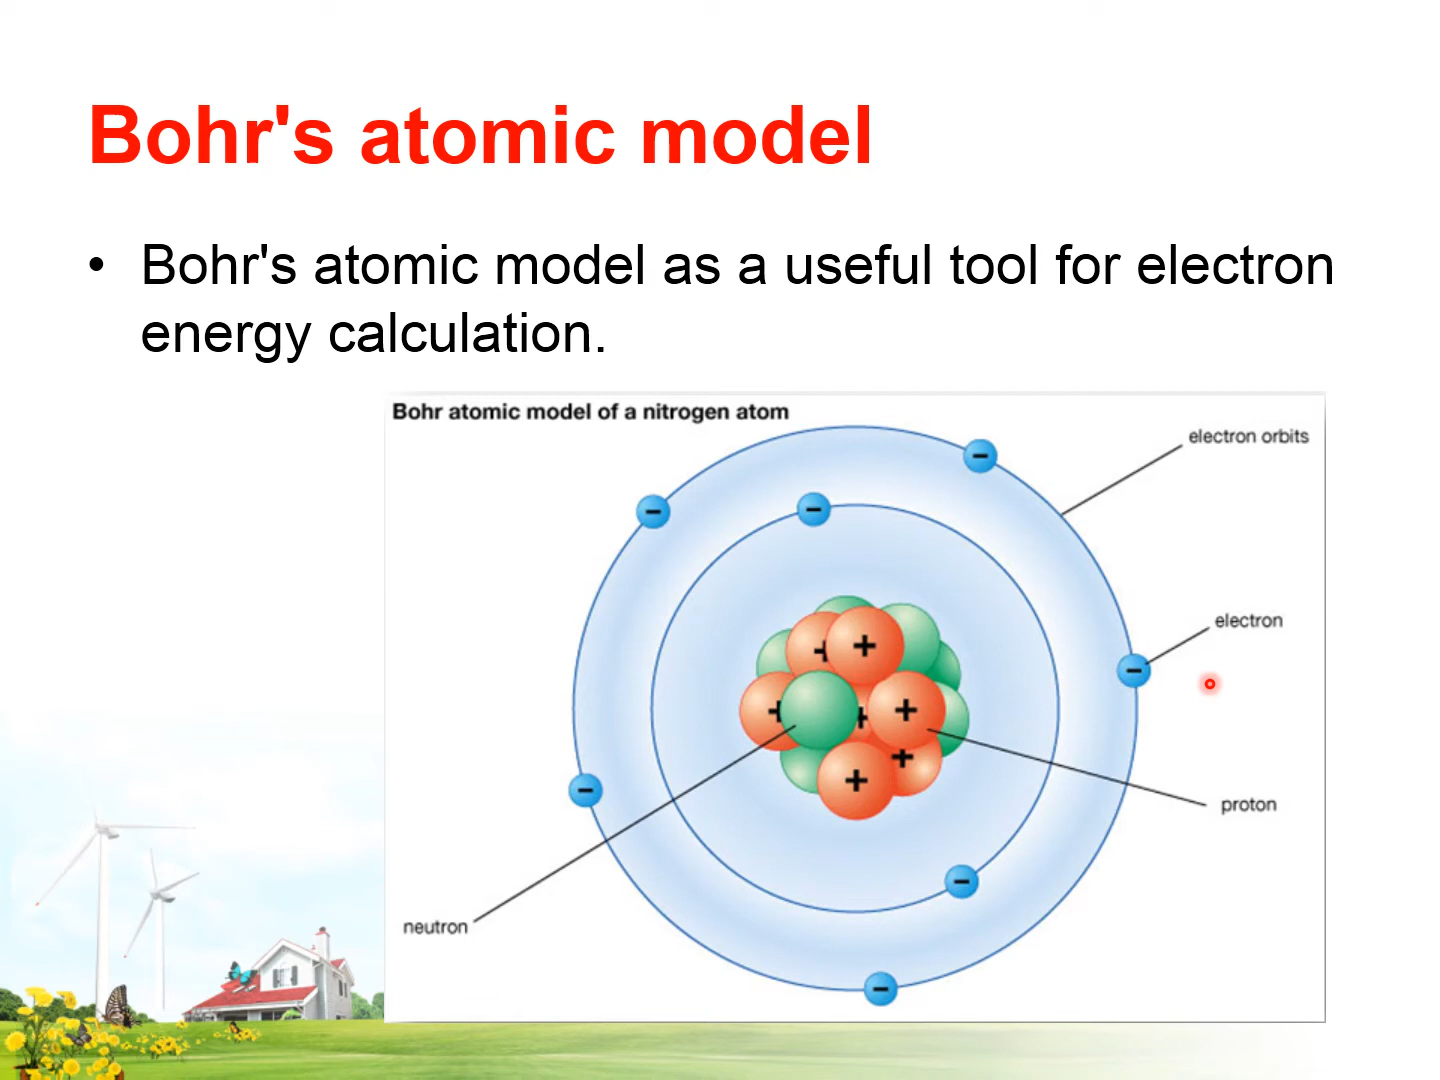 Bohr's atomic model
• Bohr's atomic model as a useful tool for electron
energy calculation.
Bohr atomic model of a nitrogen atom
electron orbits
electron
proton
neutron